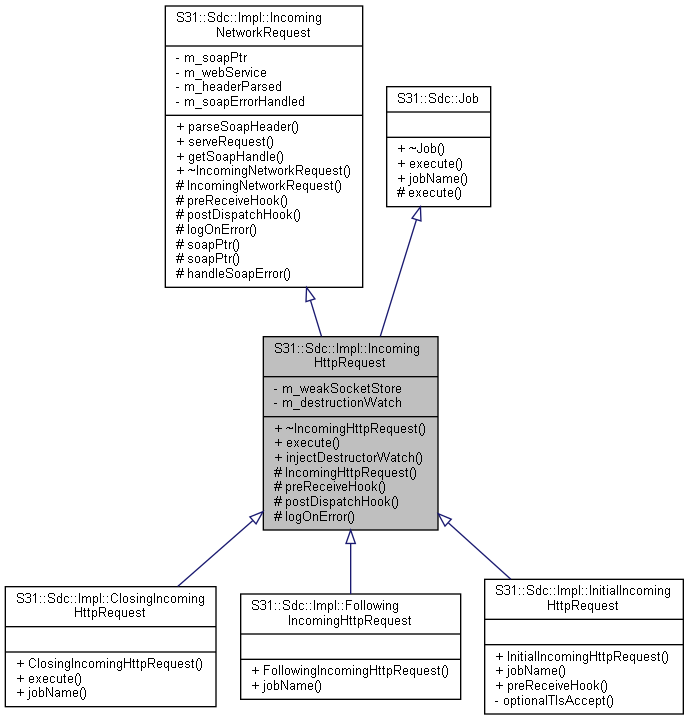 S31::Sdc::Impl::Incoming
NetworkRequest
- m_soapPtr
- m_webService
- m_headerParsed
- m_soapErrorHandled
+ parseSoapHeader()
+ serveRequest()
+ getSoapHandle()
+ ~IncomingNetworkRequest()
# IncomingNetworkRequest()
# preReceiveHook()
# postDispatchHook()
# logOnError()
# soapPtr()
# soapPtr()
# handleSoapError()
S31::Sdc::Job
+ ~Job()
+ execute()
+ jobName()
# execute()
S31::Sdc::Impl::Incoming
HttpRequest
- m_weakSocketStore
- m_destructionWatch
+ ~IncomingHttpRequest()
+ execute()
+ injectDestructorWatch()
# IncomingHttpRequest()
# preReceiveHook()
# postDispatchHook()
# logOnError()
S31::Sdc::Impl::ClosingIncoming
HttpRequest
+ ClosingIncomingHttpRequest()
+ execute()
+ jobName()
S31::Sdc::Impl::Following
IncomingHttpRequest
+ FollowingIncomingHttpRequest()
+ jobName()
S31::Sdc::Impl::InitialIncoming
HttpRequest
+ InitialIncomingHttpRequest()
+ jobName()
+ preReceiveHook()
- optionalTlsAccept()